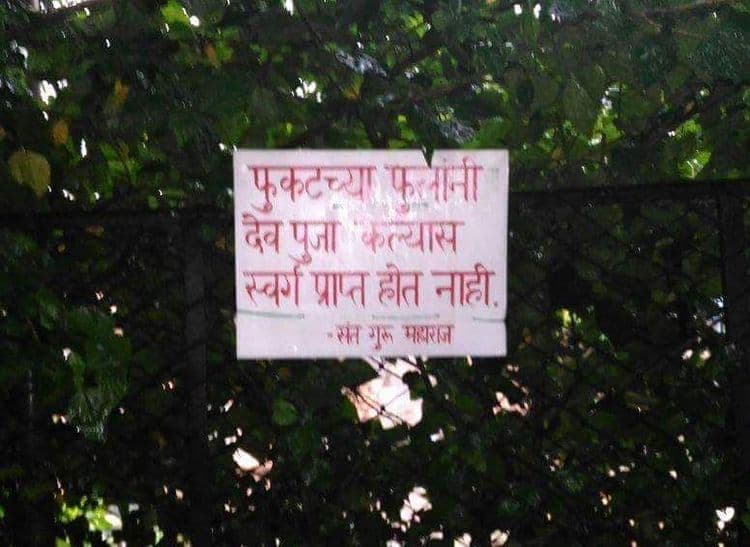 फुकटच्या फुलांनी
देव पुजा केल्यास
स्वर्ग प्राप्त होत नाही.
- संत गुरू महाराज